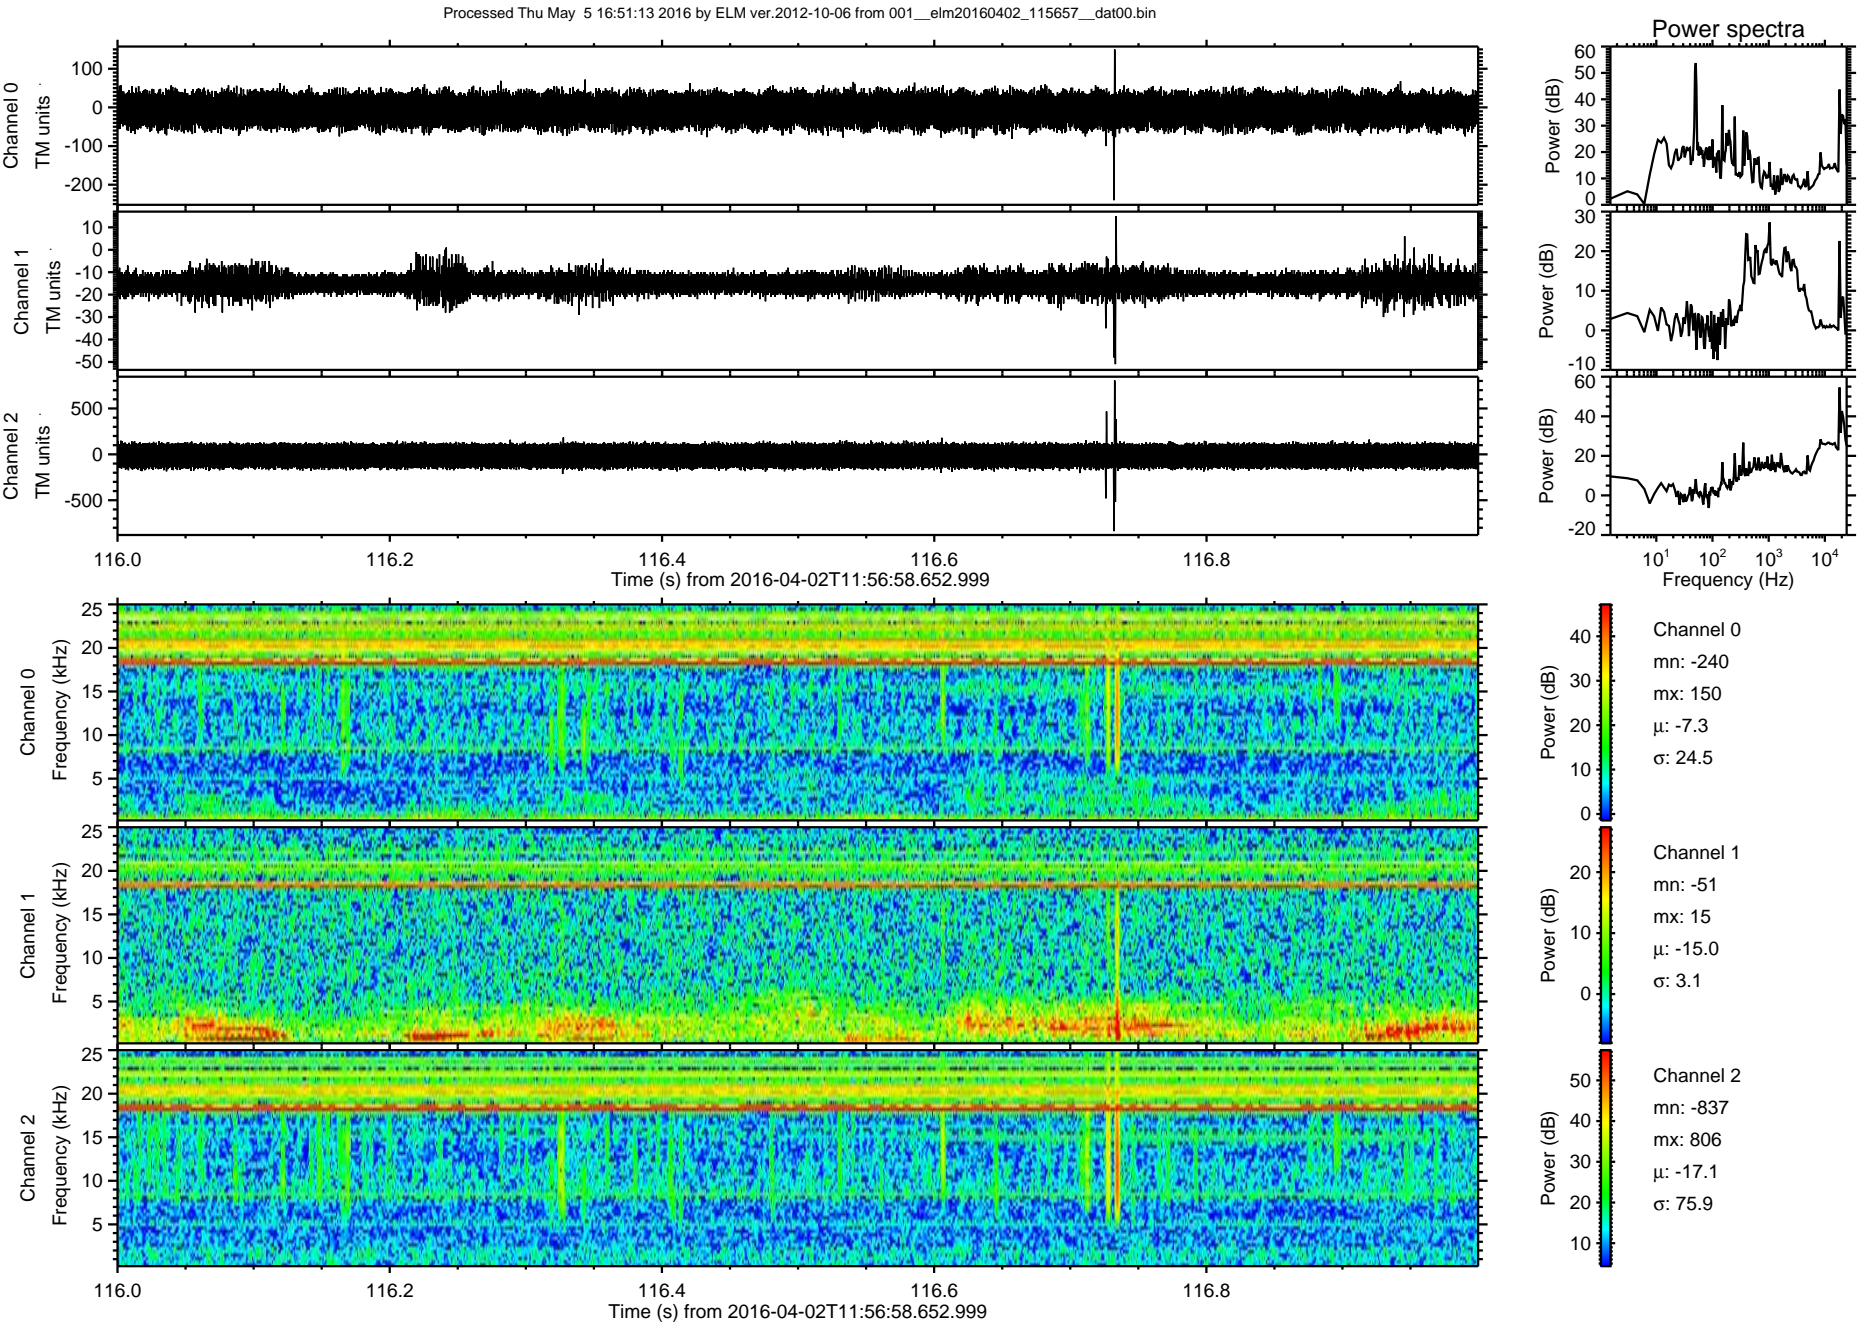 Processed Thu May  5 16:51:13 2016 by ELM ver.2012-10-06 from 001__elm20160402_115657__dat00.bin
Power spectra
Channel 0
TM units
100
0
-100
-200
Power (dB)
60
50
40
30
20
10
0
Channel 1
TM units
10
0
-10
-20
-30
-40
-50
Power (dB)
30
20
10
0
-10
Channel 2
TM units
500
0
-500
Power (dB)
60
40
20
0
-20
116.0 116.2 116.4 116.6 116.8
Time (s) from 2016-04-02T11:56:58.652.999
10¹ 10² 10³ 10⁴
Frequency (Hz)
Channel 0
Frequency (kHz)
25
20
15
10
5
Power (dB)
40
30
20
10
0
Channel 0
mn: -240
mx: 150
μ: -7.3
σ: 24.5
Channel 1
Frequency (kHz)
25
20
15
10
5
Power (dB)
20
10
0
Channel 1
mn: -51
mx: 15
μ: -15.0
σ: 3.1
Channel 2
Frequency (kHz)
25
20
15
10
5
Power (dB)
50
40
30
20
10
Channel 2
mn: -837
mx: 806
μ: -17.1
σ: 75.9
116.0 116.2 116.4 116.6 116.8
Time (s) from 2016-04-02T11:56:58.652.999